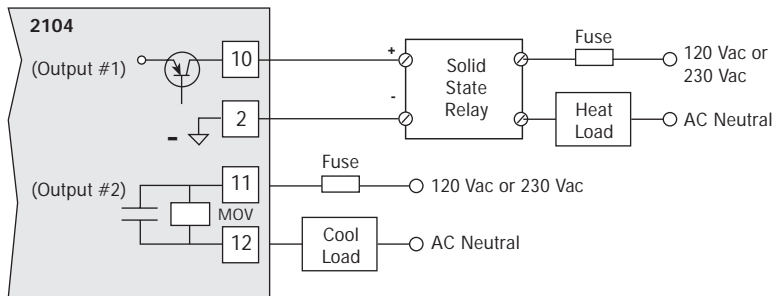 2104
(Output #1)
10
+
Solid
State
Relay
Fuse
120 Vac or
230 Vac
2
-
-
Heat
Load
AC Neutral
(Output #2)
11
Fuse
120 Vac or 230 Vac
MOV
12
Cool
Load
AC Neutral